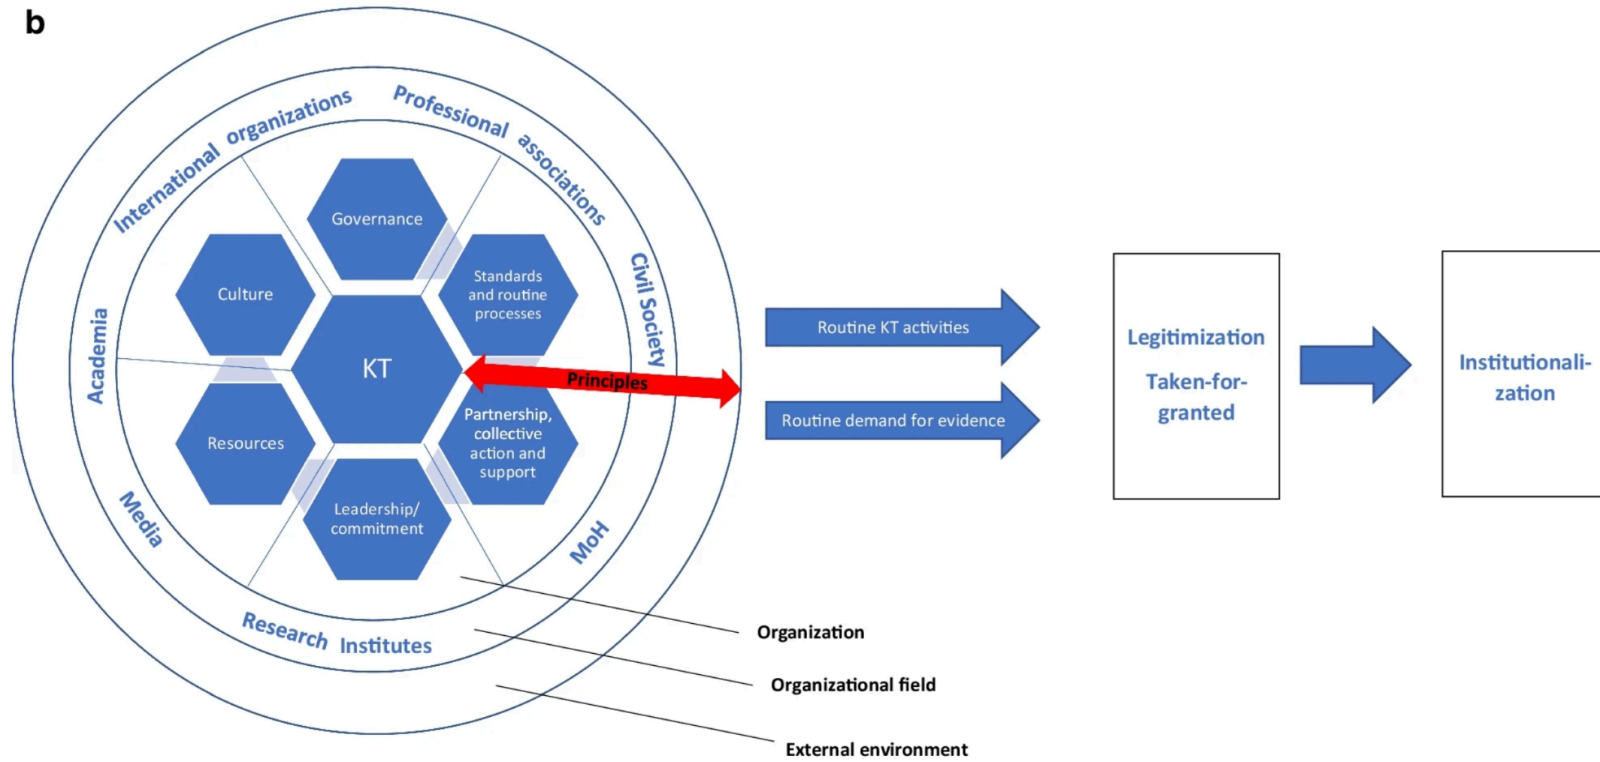 b
International organizations
Professional associations
Civil Society
Academia
Media
MoH
Research Institutes
Governance
Culture
Standards
and routine
processes
KT
Principles
Resources
Partnership,
collective
action and
support
Leadership/
commitment
Organization
Organizational field
External environment
Routine KT activities
Routine demand for evidence
Legitimization
Taken-for-
granted
Institutionali-
zation